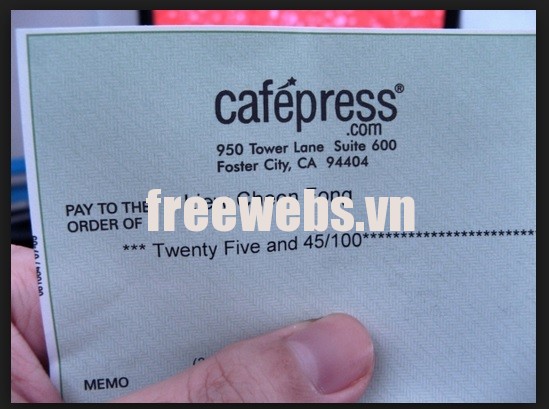 cafépress®
.com
950 Tower Lane Suite 600
Foster City, CA 94404
PAY TO THE
ORDER OF
freewebs.vn
*** Twenty Five and 45/100**********************
MEMO